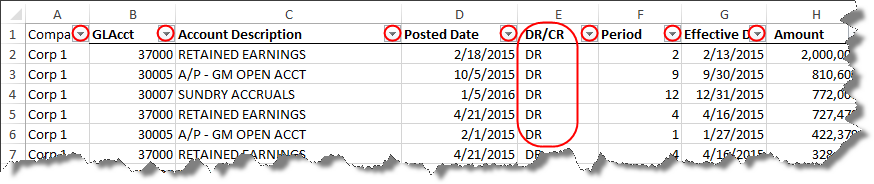 A B C D E F G H
1 Compa GLAcct Account Description Posted Date DR/CR Period Effective D Amount
2 Corp 1 37000 RETAINED EARNINGS 2/18/2015 DR 2 2/13/2015 2,000,00
3 Corp 1 30005 A/P - GM OPEN ACCT 10/5/2015 DR 9 9/30/2015 810,60
4 Corp 1 30007 SUNDRY ACCRUALS 1/5/2016 DR 12 12/31/2015 772,00
5 Corp 1 37000 RETAINED EARNINGS 4/21/2015 DR 4 4/16/2015 727,47
6 Corp 1 30005 A/P - GM OPEN ACCT 2/1/2015 DR 1 1/27/2015 422,37
7 Corp 1 37000 RETAINED EARNINGS 4/21/2015 DR 4 4/16/2015 328